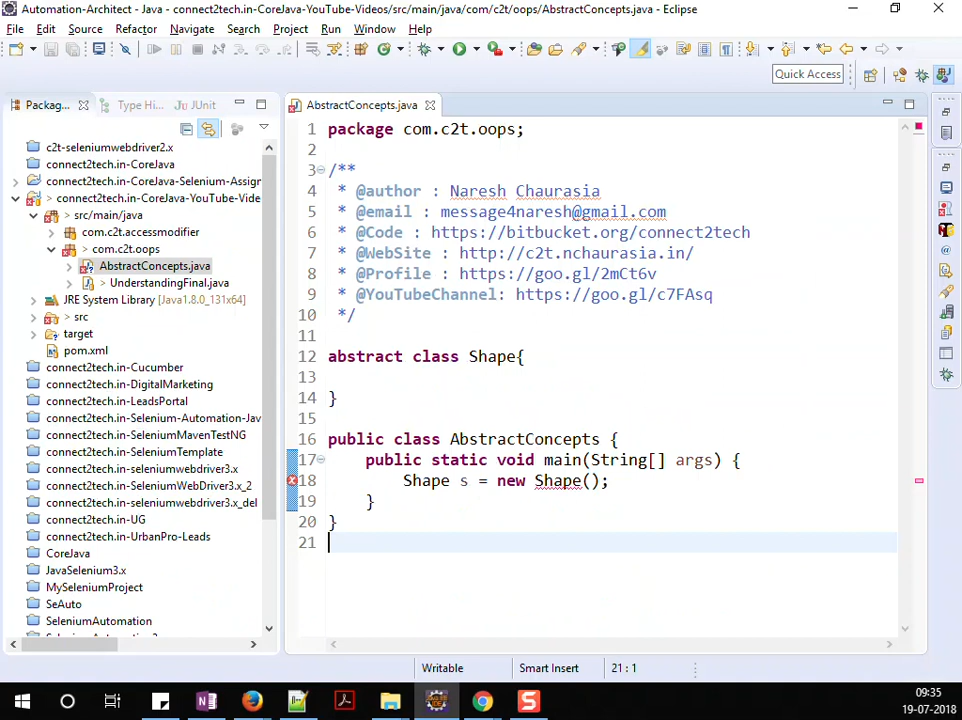 Automation-Architect - Java - connect2tech.in-CoreJava-YouTube-Videos/src/main/java/com/c2t/oops/AbstractConcepts.java - Eclipse
File Edit Source Refactor Navigate Search Project Run Window Help
Quick Access
Packag... Type Hi... JUnit
c2t-seleniumwebdriver2.x
connect2tech.in-CoreJava
connect2tech.in-CoreJava-Selenium-Assign
> connect2tech.in-CoreJava-YouTube-Vide
> src/main/java
com.c2t.accessmodifier
> com.c2t.oops
AbstractConcepts.java
> UnderstandingFinal.java
JRE System Library [Java1.8.0_131x64]
> src
target
pom.xml
connect2tech.in-Cucumber
connect2tech.in-DigitalMarketing
connect2tech.in-LeadsPortal
connect2tech.in-Selenium-Automation-Jav
connect2tech.in-SeleniumMavenTestNG
connect2tech.in-SeleniumTemplate
connect2tech.in-seleniumwebdriver3.x
connect2tech.in-SeleniumWebDriver3.x_2
connect2tech.in-seleniumwebdriver3.x_del
connect2tech.in-UG
connect2tech.in-UrbanPro-Leads
CoreJava
JavaSelenium3.x
MySeleniumProject
SeAuto
SeleniumAutomation
AbstractConcepts.java
1 package com.c2t.oops;
2
3 /**
4 * @author : Naresh Chaurasia
5 * @email : message4naresh@gmail.com
6 * @Code : https://bitbucket.org/connect2tech
7 * @WebSite : http://c2t.nchaurasia.in/
8 * @Profile : https://goo.gl/2mCt6v
9 * @YouTubeChannel: https://goo.gl/c7FAsq
10 */
11
12 abstract class Shape{
13
14 }
15
16 public class AbstractConcepts {
17 public static void main(String[] args) {
18 Shape s = new Shape();
19 }
20 }
21
Writable Smart Insert 21 : 1
09:35
19-07-2018